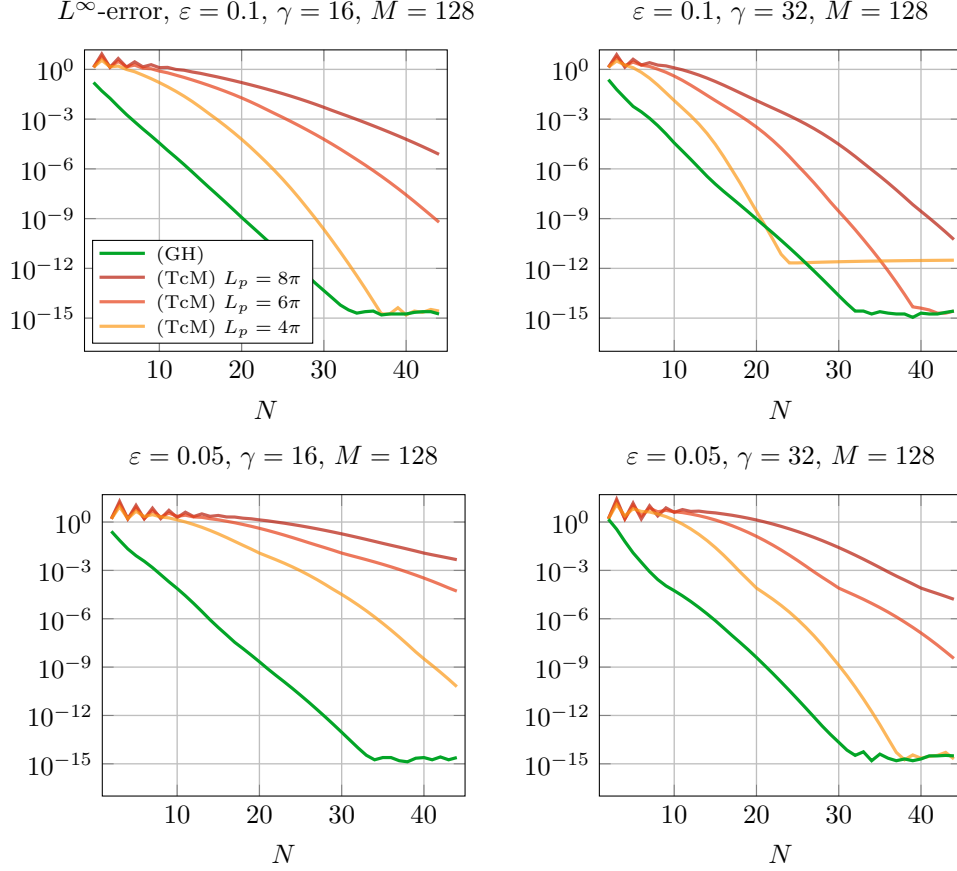 L^∞-error, ε = 0.1, γ = 16, M = 128
10^0
10^−3
10^−6
10^−9
10^−12
10^−15
(GH)
(TcM) L_p = 8π
(TcM) L_p = 6π
(TcM) L_p = 4π
10 20 30 40
N
ε = 0.1, γ = 32, M = 128
10^0
10^−3
10^−6
10^−9
10^−12
10^−15
10 20 30 40
N
ε = 0.05, γ = 16, M = 128
10^0
10^−3
10^−6
10^−9
10^−12
10^−15
10 20 30 40
N
ε = 0.05, γ = 32, M = 128
10^0
10^−3
10^−6
10^−9
10^−12
10^−15
10 20 30 40
N